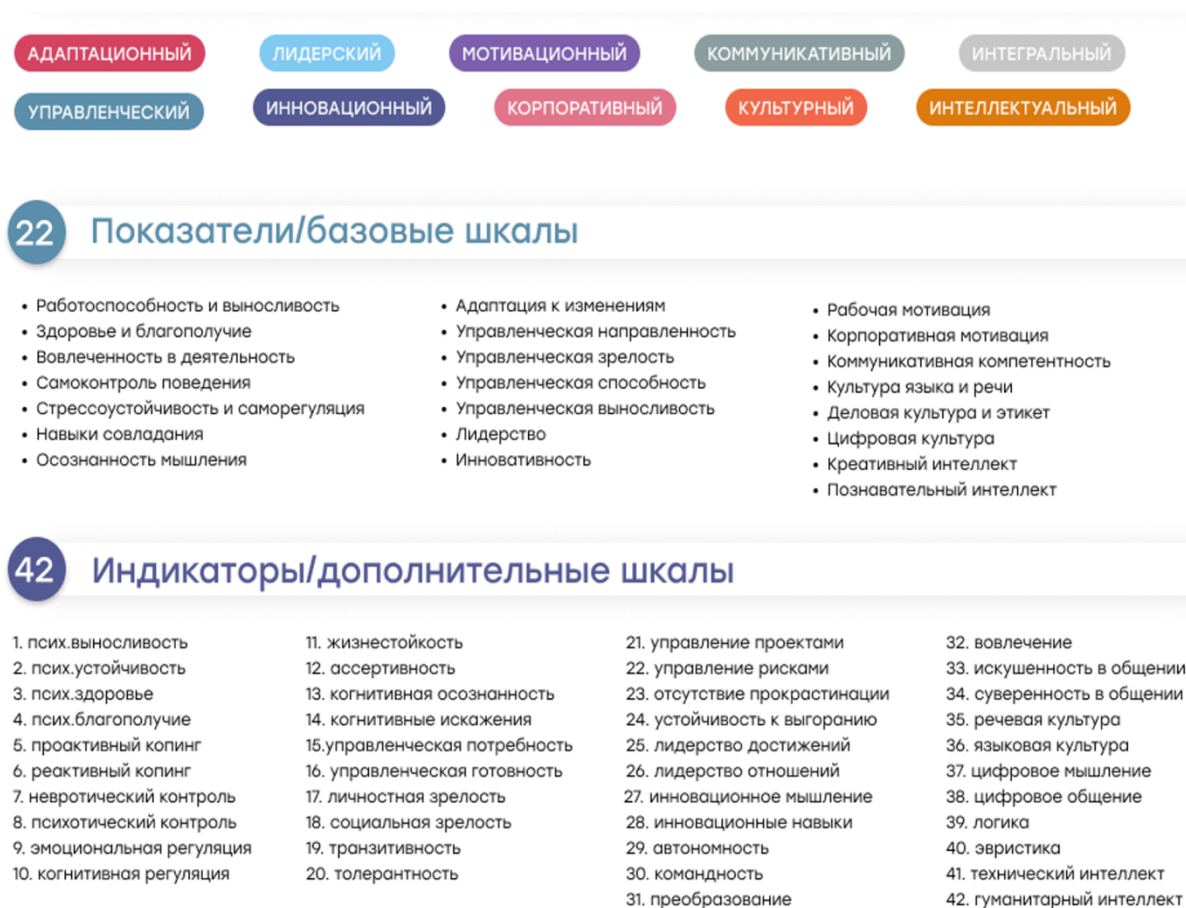 АДАПТАЦИОННЫЙ
ЛИДЕРСКИЙ
МОТИВАЦИОННЫЙ
КОММУНИКАТИВНЫЙ
ИНТЕГРАЛЬНЫЙ
УПРАВЛЕНЧЕСКИЙ
ИННОВАЦИОННЫЙ
КОРПОРАТИВНЫЙ
КУЛЬТУРНЫЙ
ИНТЕЛЛЕКТУАЛЬНЫЙ
22 Показатели/базовые шкалы
• Работоспособность и выносливость
• Здоровье и благополучие
• Вовлеченность в деятельность
• Самоконтроль поведения
• Стрессоустойчивость и саморегуляция
• Навыки совладания
• Осознанность мышления
• Адаптация к изменениям
• Управленческая направленность
• Управленческая зрелость
• Управленческая способность
• Управленческая выносливость
• Лидерство
• Инновативность
• Рабочая мотивация
• Корпоративная мотивация
• Коммуникативная компетентность
• Культура языка и речи
• Деловая культура и этикет
• Цифровая культура
• Креативный интеллект
• Познавательный интеллект
42 Индикаторы/дополнительные шкалы
1. псих.выносливость
2. псих.устойчивость
3. псих.здоровье
4. псих.благополучие
5. проактивный копинг
6. реактивный копинг
7. невротический контроль
8. психотический контроль
9. эмоциональная регуляция
10. когнитивная регуляция
11. жизнестойкость
12. ассертивность
13. когнитивная осознанность
14. когнитивные искажения
15.управленческая потребность
16. управленческая готовность
17. личностная зрелость
18. социальная зрелость
19. транзитивность
20. толерантность
21. управление проектами
22. управление рисками
23. отсутствие прокрастинации
24. устойчивость к выгоранию
25. лидерство достижений
26. лидерство отношений
27. инновационное мышление
28. инновационные навыки
29. автономность
30. командность
31. преобразование
32. вовлечение
33. искушенность в общении
34. суверенность в общении
35. речевая культура
36. языковая культура
37. цифровое мышление
38. цифровое общение
39. логика
40. эвристика
41. технический интеллект
42. гуманитарный интеллект